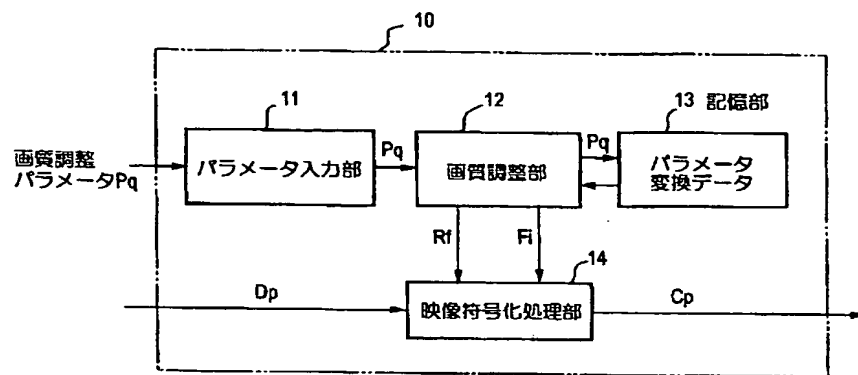 10
11
12
13 記憶部
画質調整
パラメータPq
パラメータ入力部
Pq
画質調整部
Pq
パラメータ
変換データ
Rf
Fi
14
Dp
映像符号化処理部
Cp